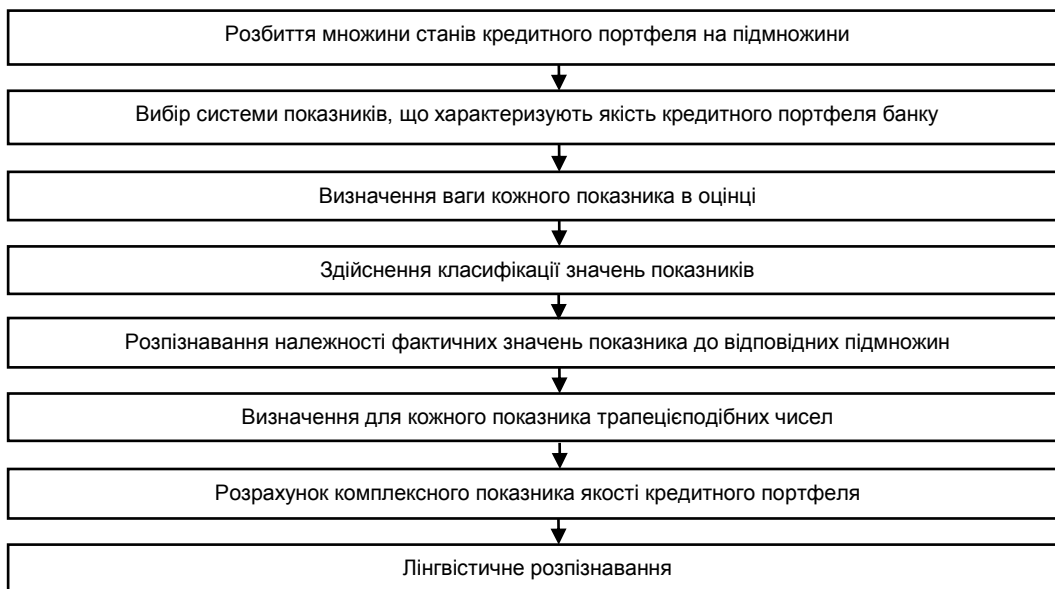 Розбиття множини станів кредитного портфеля на підмножини
Вибір системи показників, що характеризують якість кредитного портфеля банку
Визначення ваги кожного показника в оцінці
Здійснення класифікації значень показників
Розпізнавання належності фактичних значень показника до відповідних підмножин
Визначення для кожного показника трапецієподібних чисел
Розрахунок комплексного показника якості кредитного портфеля
Лінгвістичне розпізнавання